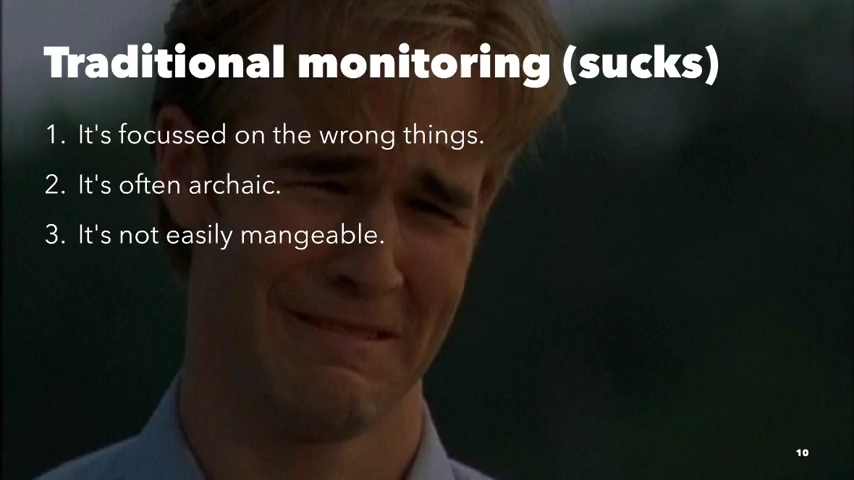 Traditional monitoring (sucks)
1. It's focussed on the wrong things.
2. It's often archaic.
3. It's not easily mangeable.
10